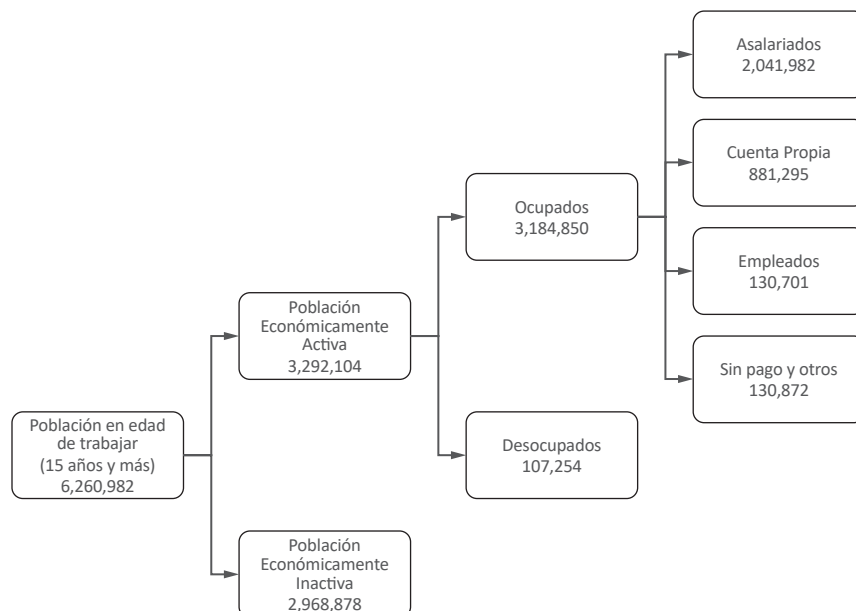 Población en edad
de trabajar
(15 años y más)
6,260,982
Población
Económicamente
Activa
3,292,104
Población
Económicamente
Inactiva
2,968,878
Ocupados
3,184,850
Desocupados
107,254
Asalariados
2,041,982
Cuenta Propia
881,295
Empleados
130,701
Sin pago y otros
130,872